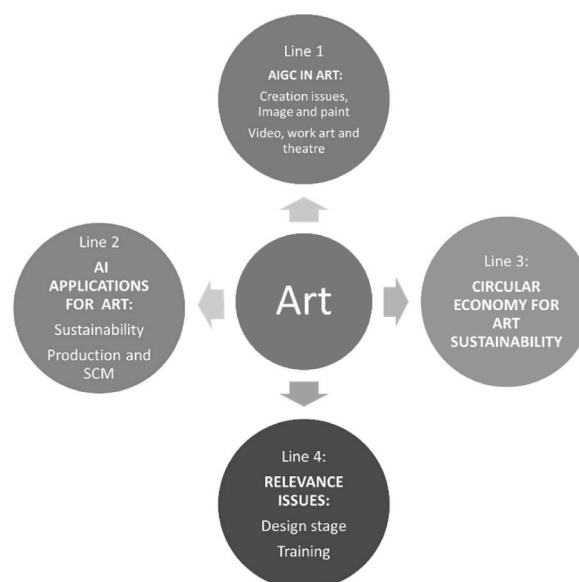 Line 1
AIGC IN ART:
Creation issues,
Image and paint
Video, work art and
theatre
Line 2
AI
APPLICATIONS
FOR ART:
Sustainability
Production and
SCM
Art
Line 3:
CIRCULAR
ECONOMY FOR
ART
SUSTAINABILITY
Line 4:
RELEVANCE
ISSUES:
Design stage
Training